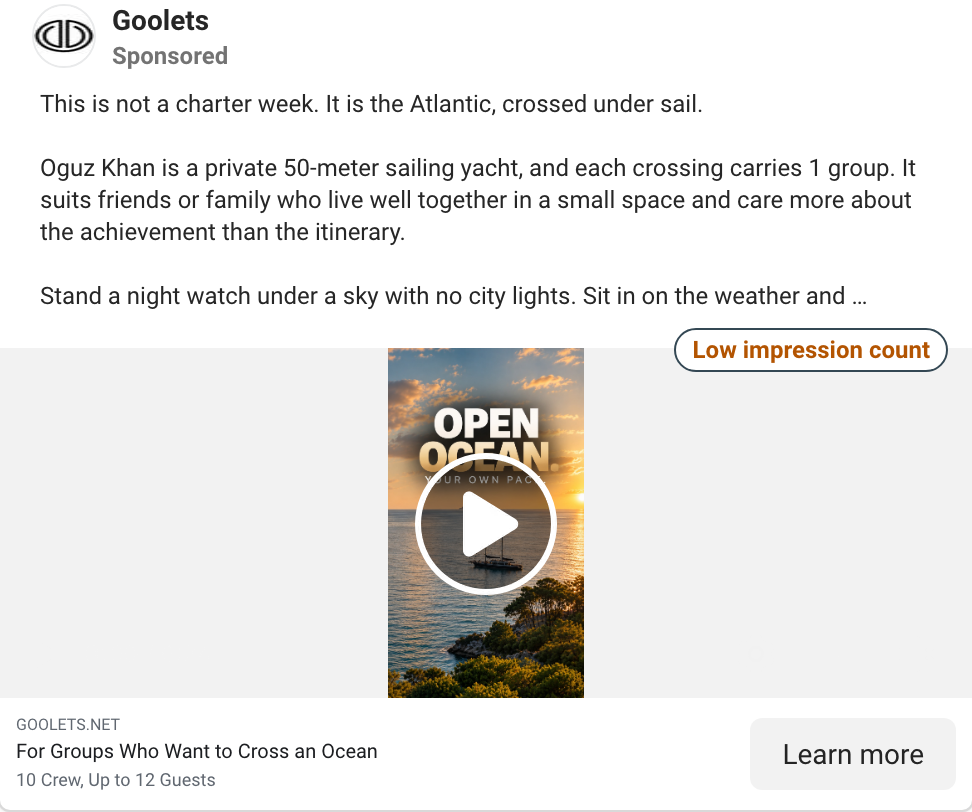 Goolets
Sponsored
This is not a charter week. It is the Atlantic, crossed under sail.
Oguz Khan is a private 50-meter sailing yacht, and each crossing carries 1 group. It
suits friends or family who live well together in a small space and care more about
the achievement than the itinerary.
Stand a night watch under a sky with no city lights. Sit in on the weather and ...
Low impression count
OPEN
OCEAN.
YOUR OWN PACE.
GOOLETS.NET
For Groups Who Want to Cross an Ocean
10 Crew, Up to 12 Guests
Learn more